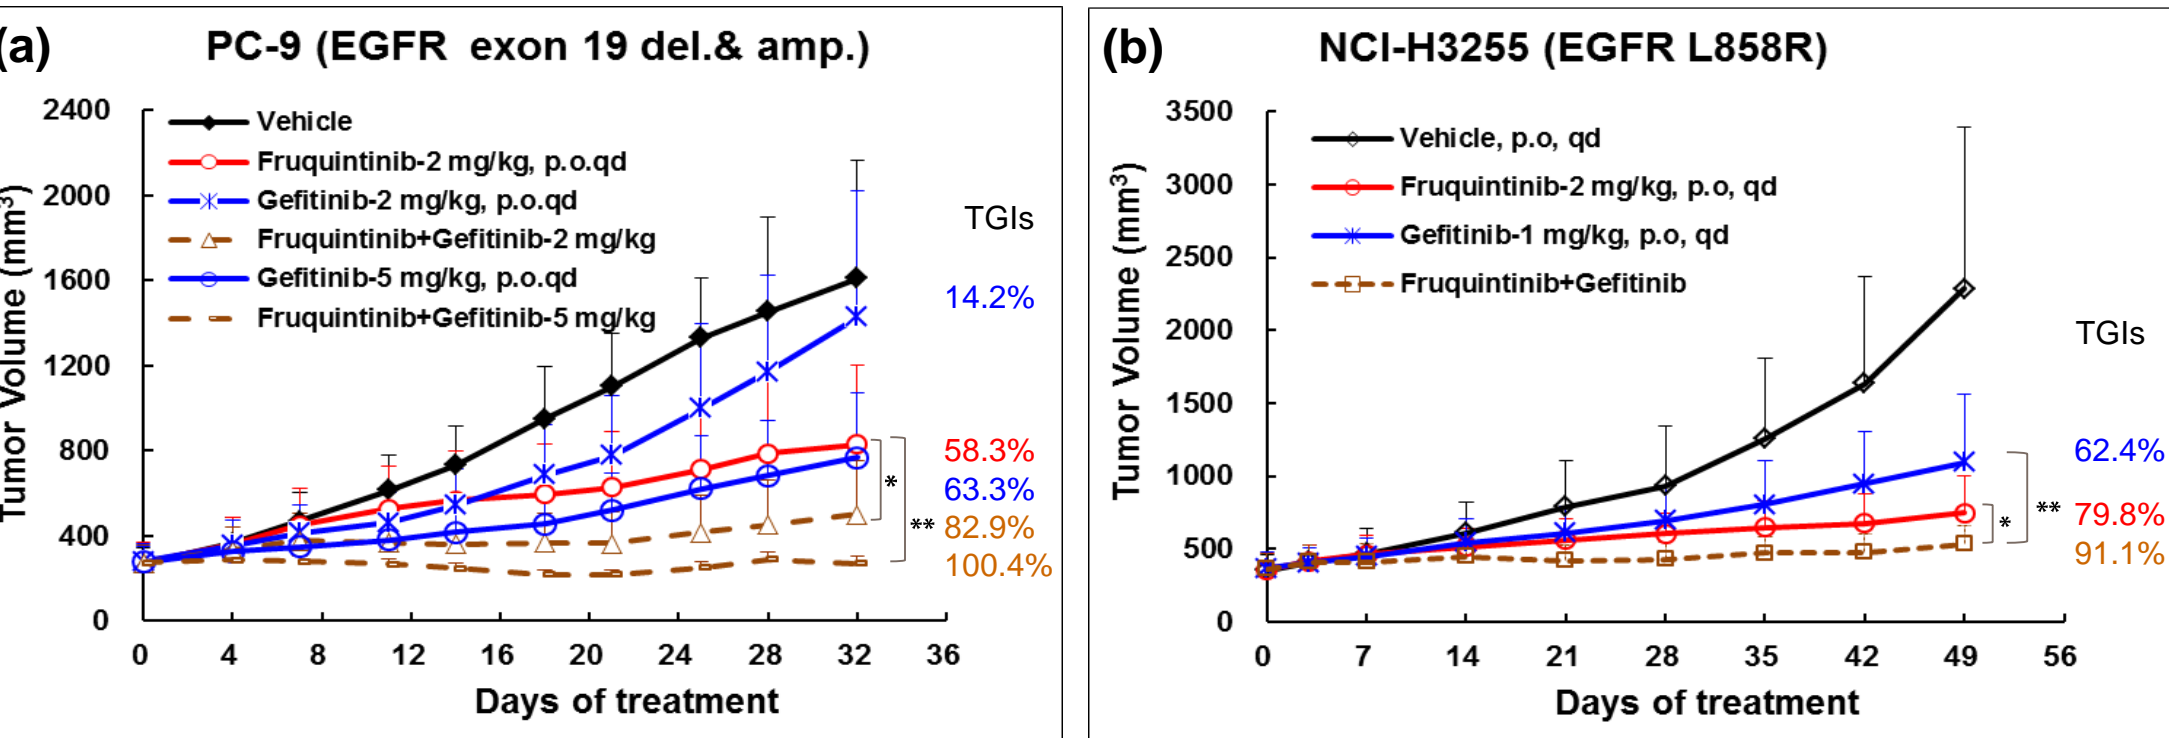 (a)
PC-9 (EGFR exon 19 del.& amp.)
2400
2000
1600
1200
800
400
0
Tumor Volume (mm³)
Vehicle
Fruquintinib-2 mg/kg, p.o.qd
Gefitinib-2 mg/kg, p.o.qd
Fruquintinib+Gefitinib-2 mg/kg
Gefitinib-5 mg/kg, p.o.qd
Fruquintinib+Gefitinib-5 mg/kg
TGIs
14.2%
58.3%
63.3%
82.9%
100.4%
*
**
0 4 8 12 16 20 24 28 32 36
Days of treatment
(b)
NCI-H3255 (EGFR L858R)
3500
3000
2500
2000
1500
1000
500
0
Tumor Volume (mm³)
Vehicle, p.o, qd
Fruquintinib-2 mg/kg, p.o, qd
Gefitinib-1 mg/kg, p.o, qd
Fruquintinib+Gefitinib
TGIs
62.4%
79.8%
91.1%
*
**
0 7 14 21 28 35 42 49 56
Days of treatment